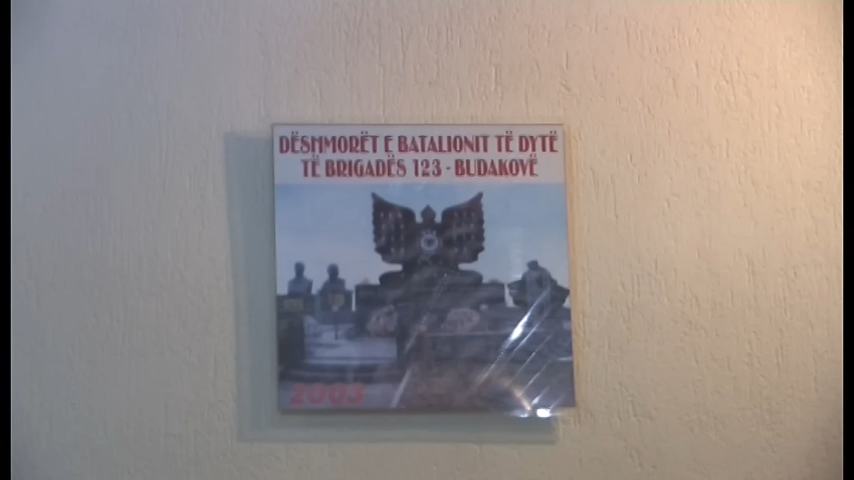 DËSHMORËT E BATALIONIT TË DYTË
TË BRIGADËS 123 - BUDAKOVË
2003